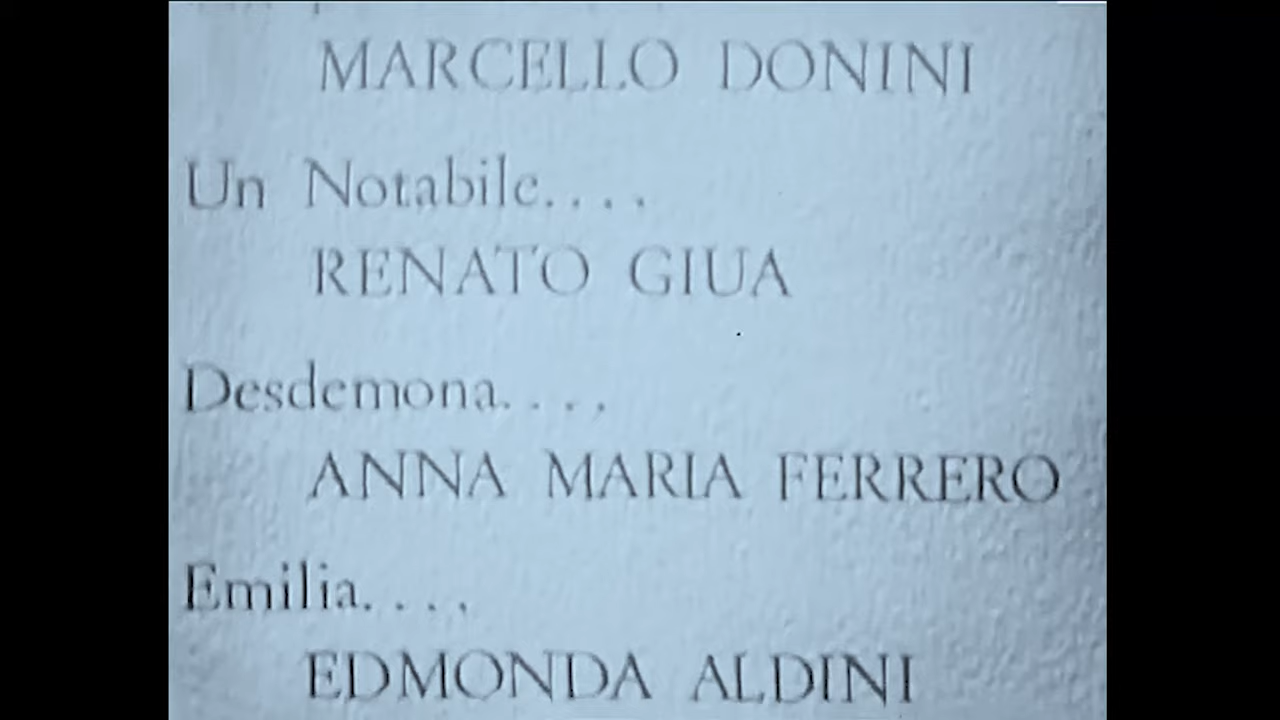 MARCELLO DONINI
Un Notabile....
RENATO GIUA
Desdemona....
ANNA MARIA FERRERO
Emilia....
EDMONDA ALDINI